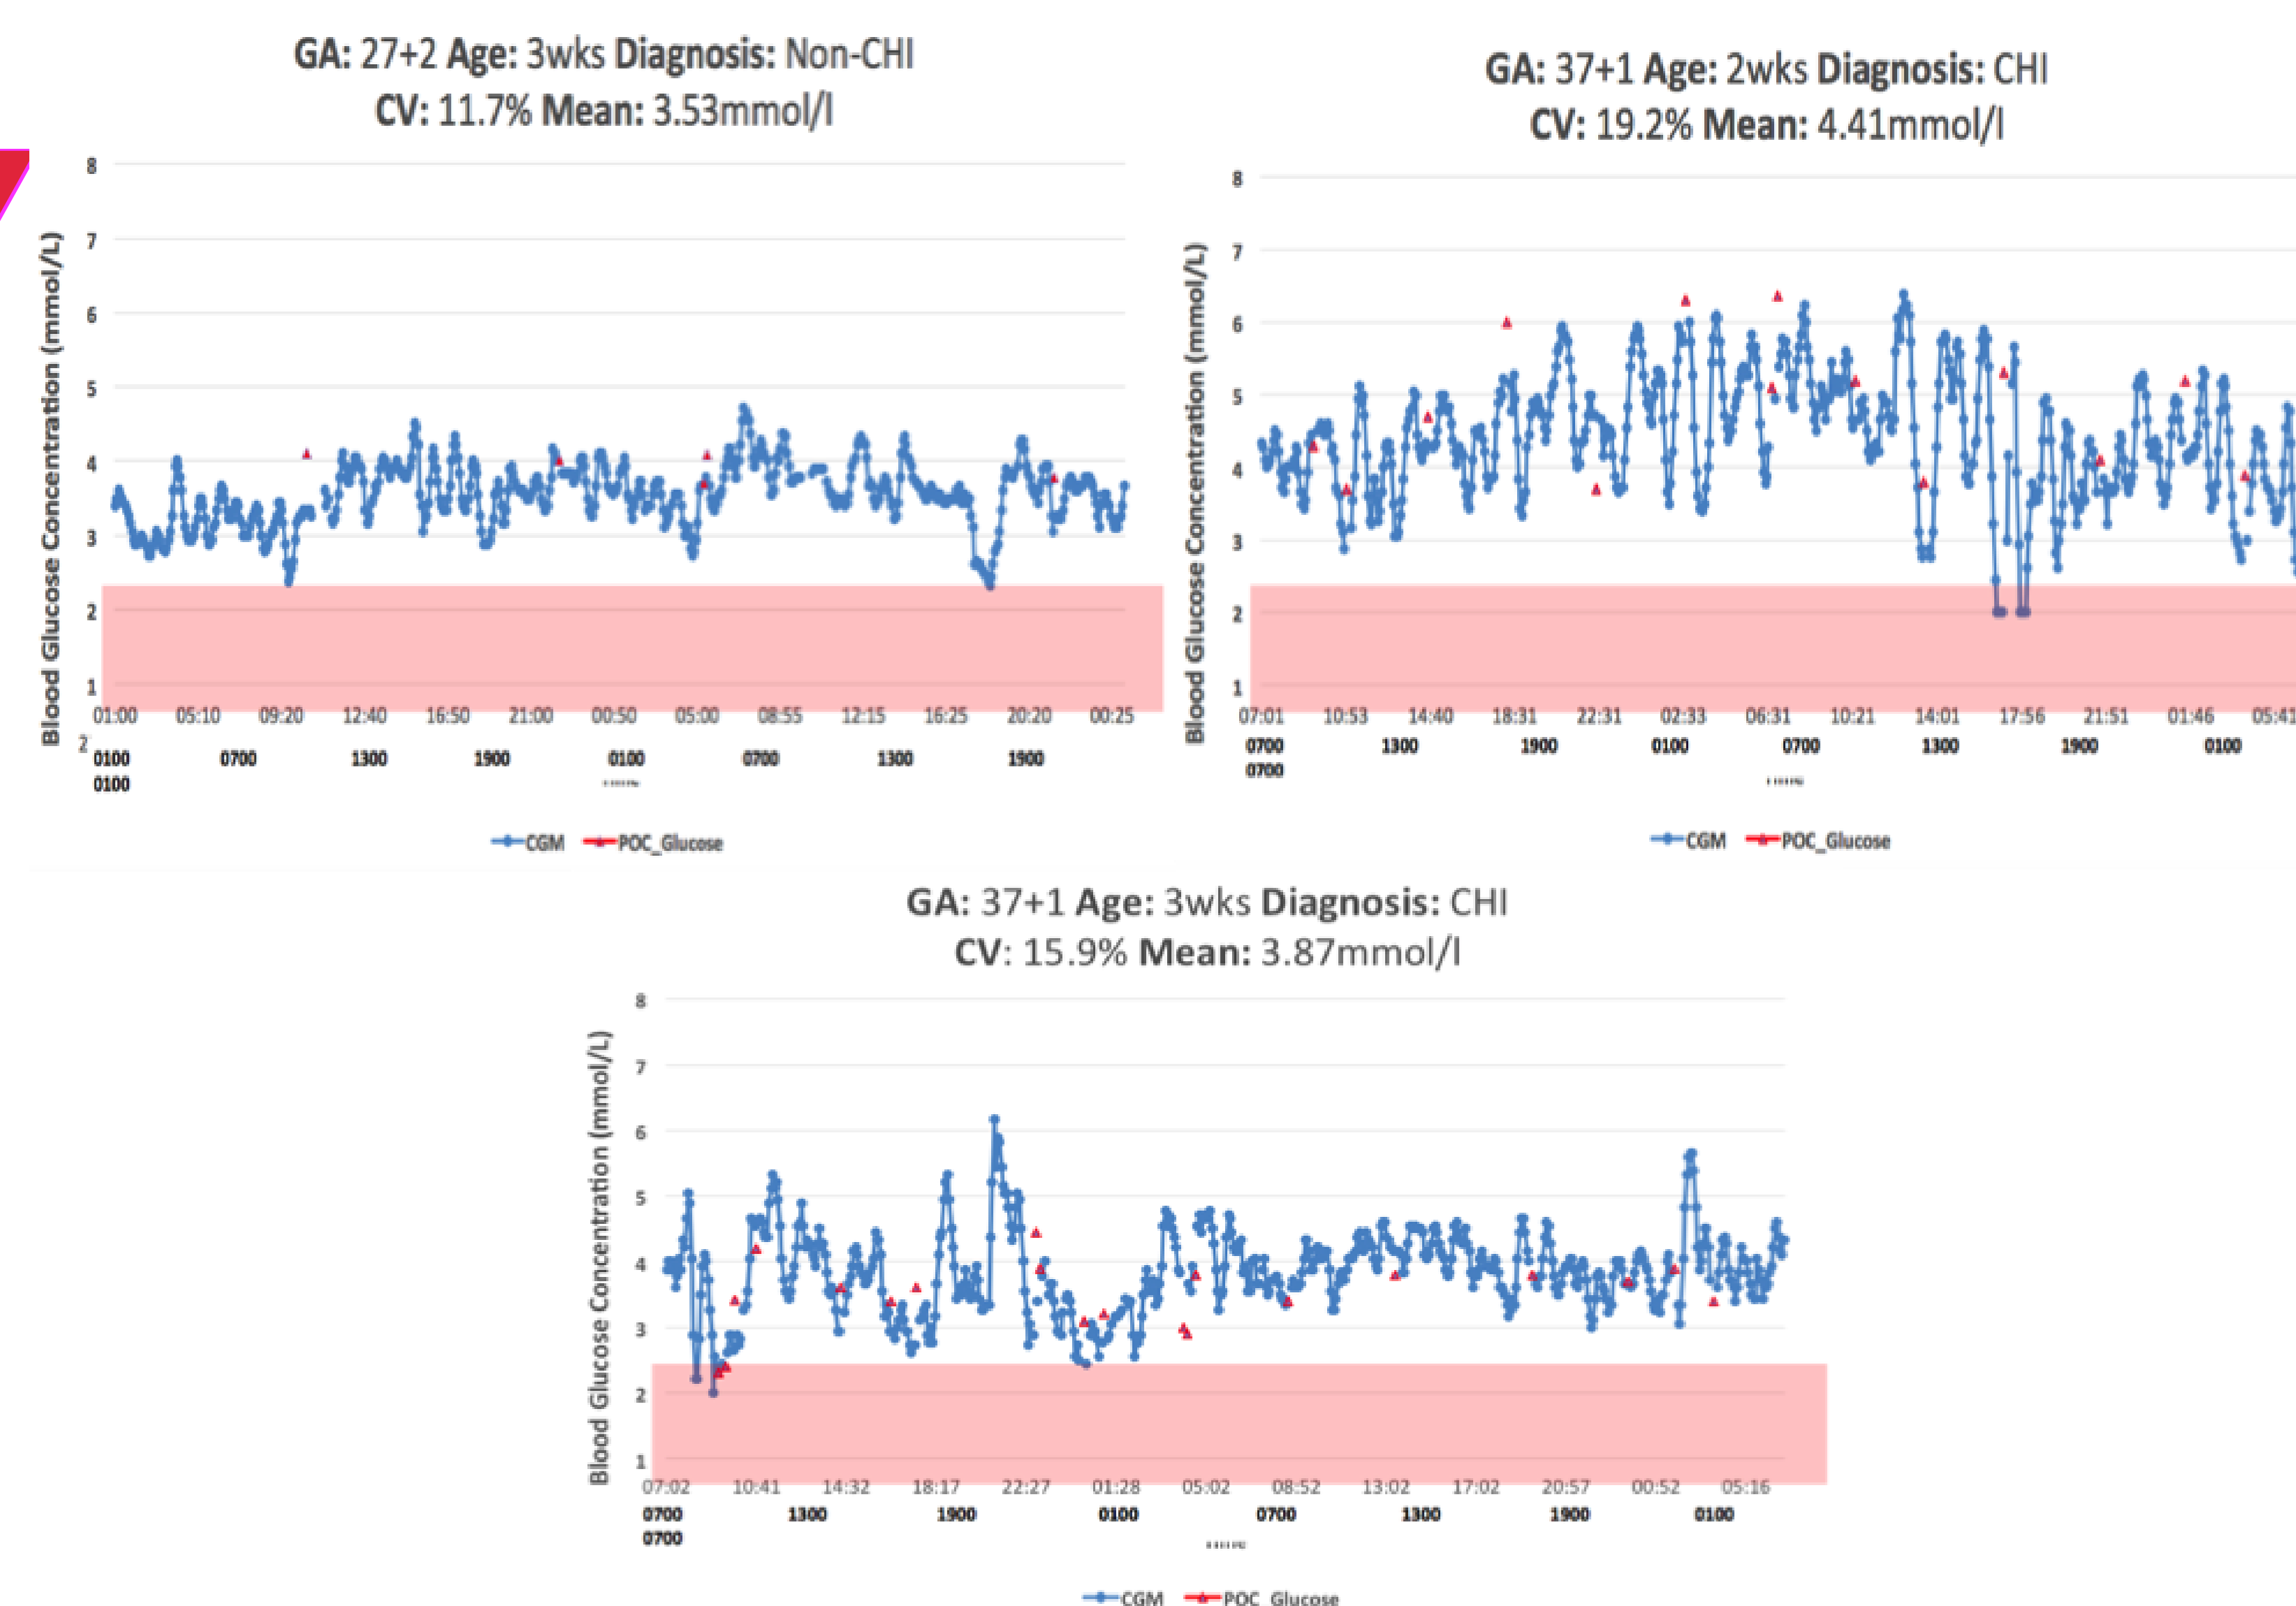 GA: 27+2 Age: 3wks Diagnosis: Non-CHI
CV: 11.7% Mean: 3.53mmol/l
Blood Glucose Concentration (mmol/L)
8
7
6
5
4
3
2
1
01:00 05:10 09:20 12:40 16:50 21:00 00:50 05:00 08:55 12:15 16:25 20:20 00:25
2
0100 0700 1300 1900 0100 0700 1300 1900
0100
CGM POC_Glucose
GA: 37+1 Age: 2wks Diagnosis: CHI
CV: 19.2% Mean: 4.41mmol/l
Blood Glucose Concentration (mmol/L)
8
7
6
5
4
3
2
1
07:01 10:53 14:40 18:31 22:31 02:33 06:31 10:21 14:01 17:56 21:51 01:46 05:41
0700 1300 1900 0100 0700 1300 1900 0100
0700
CGM POC_Glucose
GA: 37+1 Age: 3wks Diagnosis: CHI
CV: 15.9% Mean: 3.87mmol/l
Blood Glucose Concentration (mmol/L)
8
7
6
5
4
3
2
1
07:02 10:41 14:32 18:17 22:27 01:28 05:02 08:52 13:02 17:02 20:57 00:52 05:16
0700 1300 1900 0100 0700 1300 1900 0100
0700
CGM POC_Glucose